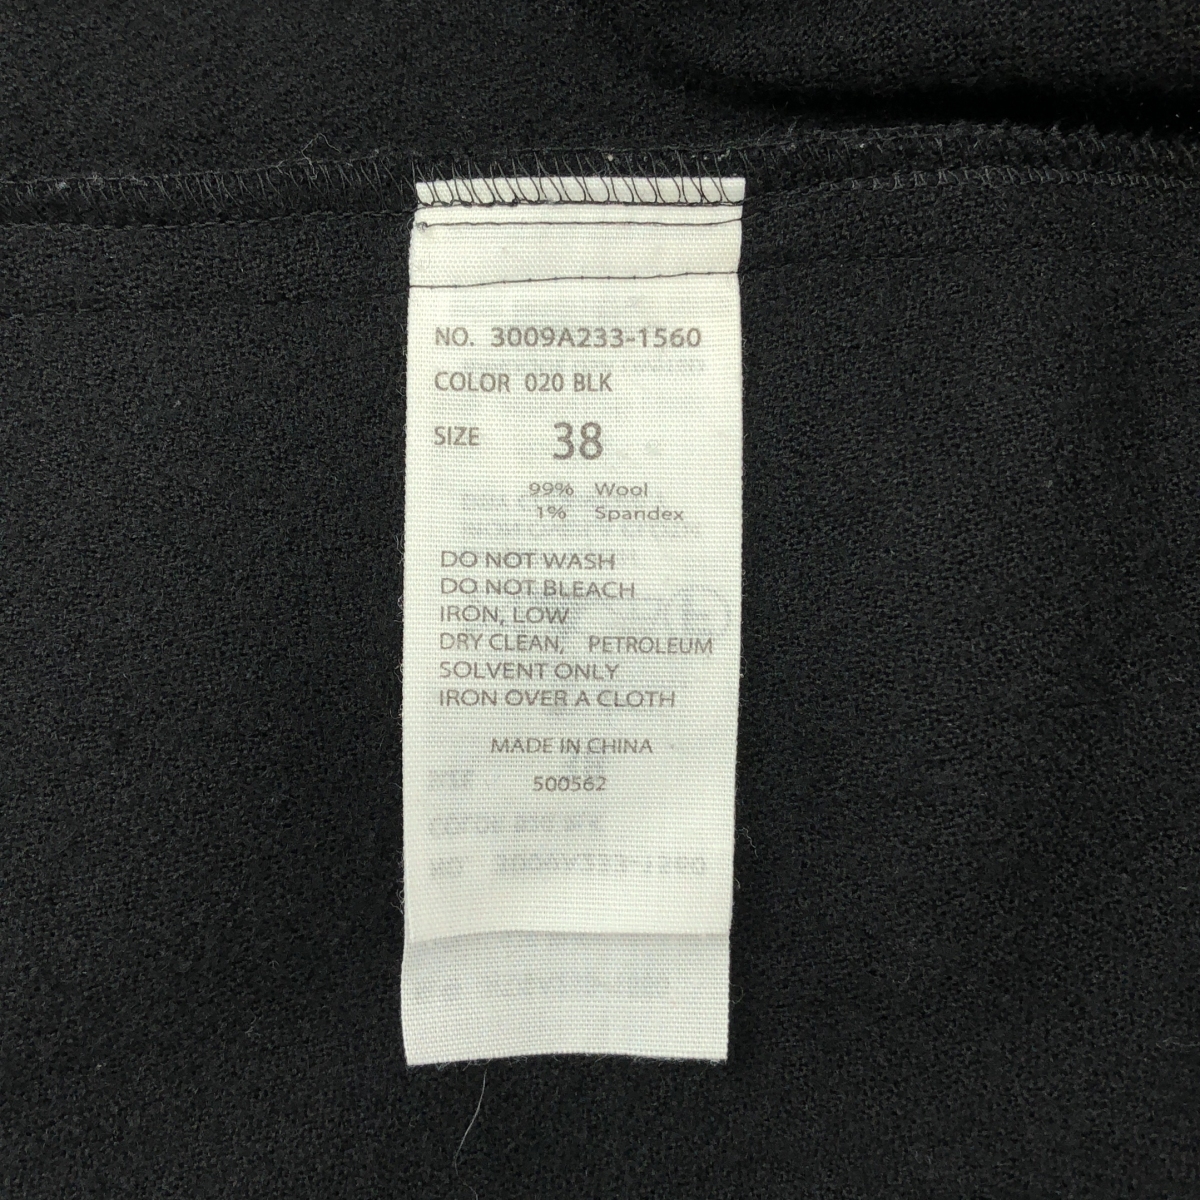 NO. 3009A233-1560
COLOR 020 BLK
SIZE 38
99% Wool
1% Spandex
DO NOT WASH
DO NOT BLEACH
IRON, LOW
DRY CLEAN, PETROLEUM
SOLVENT ONLY
IRON OVER A CLOTH
MADE IN CHINA
500562